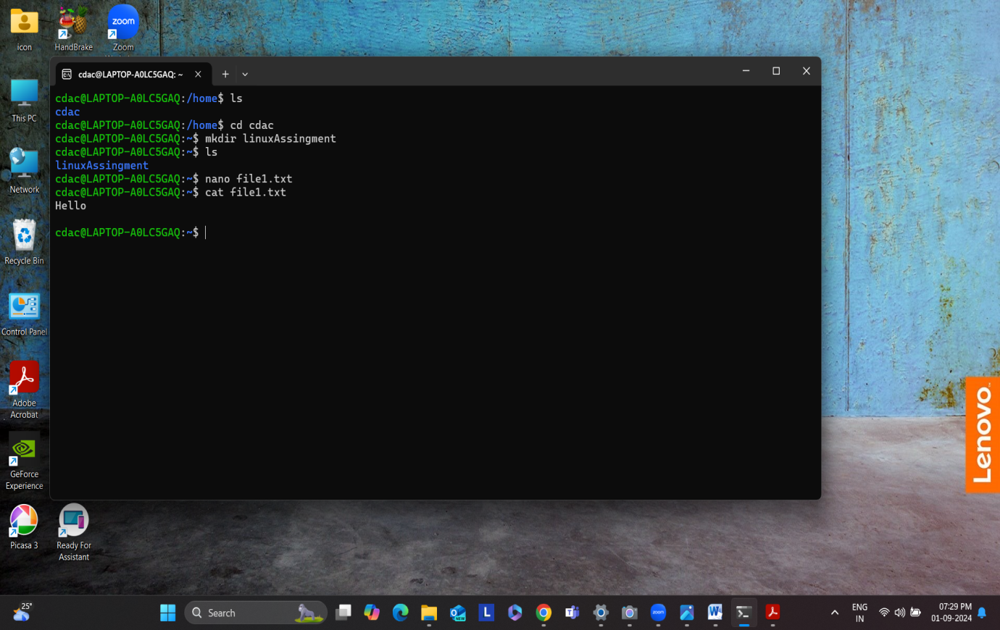 icon
HandBrake
zoom
Zoom
cdac@LAPTOP-A0LC5GAQ: ~
cdac@LAPTOP-A0LC5GAQ:/home$ ls
cdac
cdac@LAPTOP-A0LC5GAQ:/home$ cd cdac
cdac@LAPTOP-A0LC5GAQ:~$ mkdir linuxAssingment
cdac@LAPTOP-A0LC5GAQ:~$ ls
linuxAssingment
cdac@LAPTOP-A0LC5GAQ:~$ nano file1.txt
cdac@LAPTOP-A0LC5GAQ:~$ cat file1.txt
Hello
cdac@LAPTOP-A0LC5GAQ:~$
This PC
Network
Recycle Bin
Control Panel
Adobe
Acrobat
GeForce
Experience
Picasa 3
Ready For
Assistant
Lenovo
25°
Search
NEW
L
zoom
W
ENG
IN
07:29 PM
01-09-2024